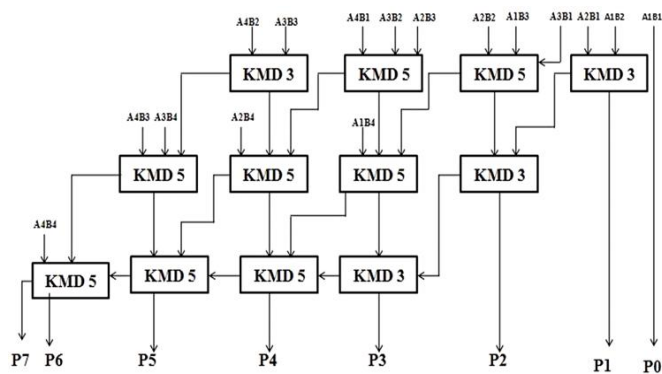 A4B2 A3B3 A4B1 A3B2 A2B3 A2B2 A1B3 A3B1 A2B1 A1B2 A1B1
KMD 3 KMD 5 KMD 5 KMD 3
A4B3 A3B4 A2B4 A1B4
KMD 5 KMD 5 KMD 5 KMD 3
A4B4
KMD 5 KMD 5 KMD 5 KMD 3
P7 P6 P5 P4 P3 P2 P1 P0